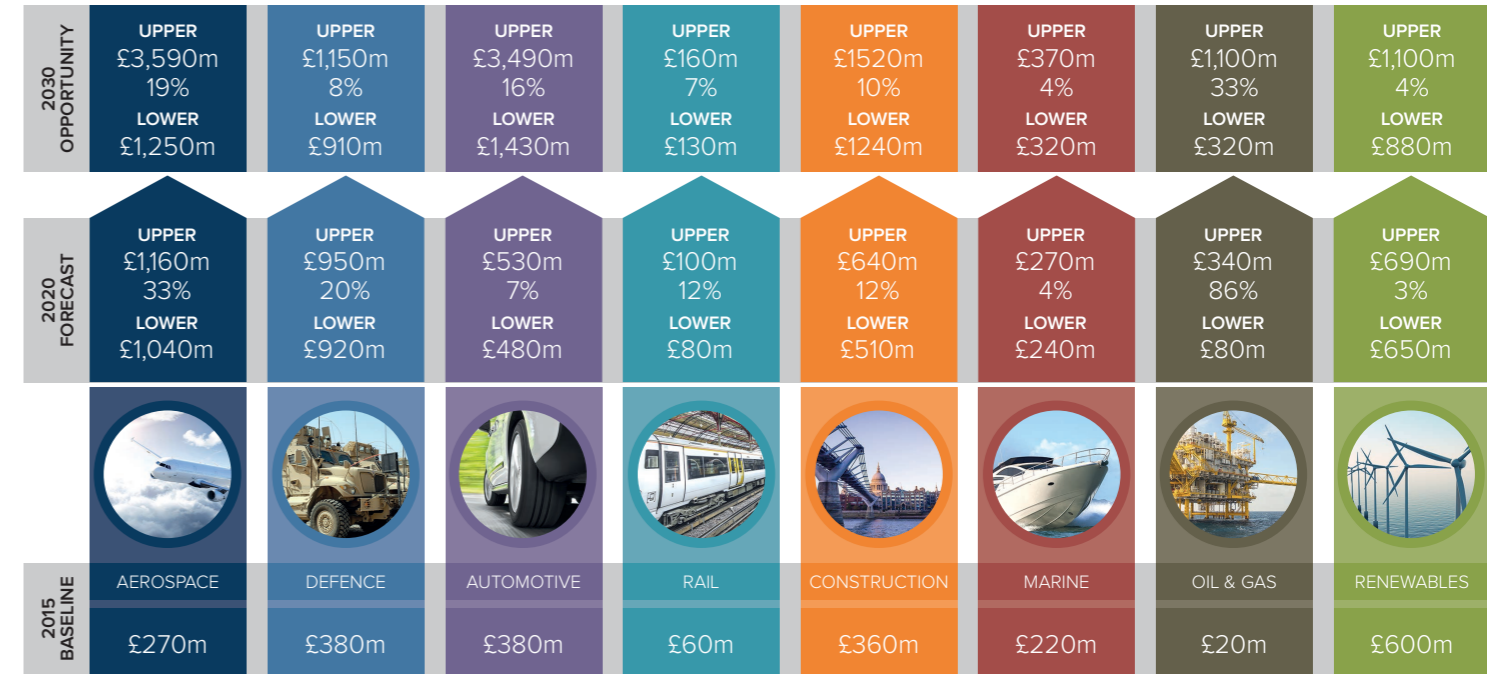 2030
OPPORTUNITY
UPPER
£3,590m
19%
LOWER
£1,250m
UPPER
£1,150m
8%
LOWER
£910m
UPPER
£3,490m
16%
LOWER
£1,430m
UPPER
£160m
7%
LOWER
£130m
UPPER
£1520m
10%
LOWER
£1240m
UPPER
£370m
4%
LOWER
£320m
UPPER
£1,100m
33%
LOWER
£320m
UPPER
£1,100m
4%
LOWER
£880m
2020
FORECAST
UPPER
£1,160m
33%
LOWER
£1,040m
UPPER
£950m
20%
LOWER
£920m
UPPER
£530m
7%
LOWER
£480m
UPPER
£100m
12%
LOWER
£80m
UPPER
£640m
12%
LOWER
£510m
UPPER
£270m
4%
LOWER
£240m
UPPER
£340m
86%
LOWER
£80m
UPPER
£690m
3%
LOWER
£650m
2015
BASELINE
AEROSPACE
£270m
DEFENCE
£380m
AUTOMOTIVE
£380m
RAIL
£60m
CONSTRUCTION
£360m
MARINE
£220m
OIL & GAS
£20m
RENEWABLES
£600m